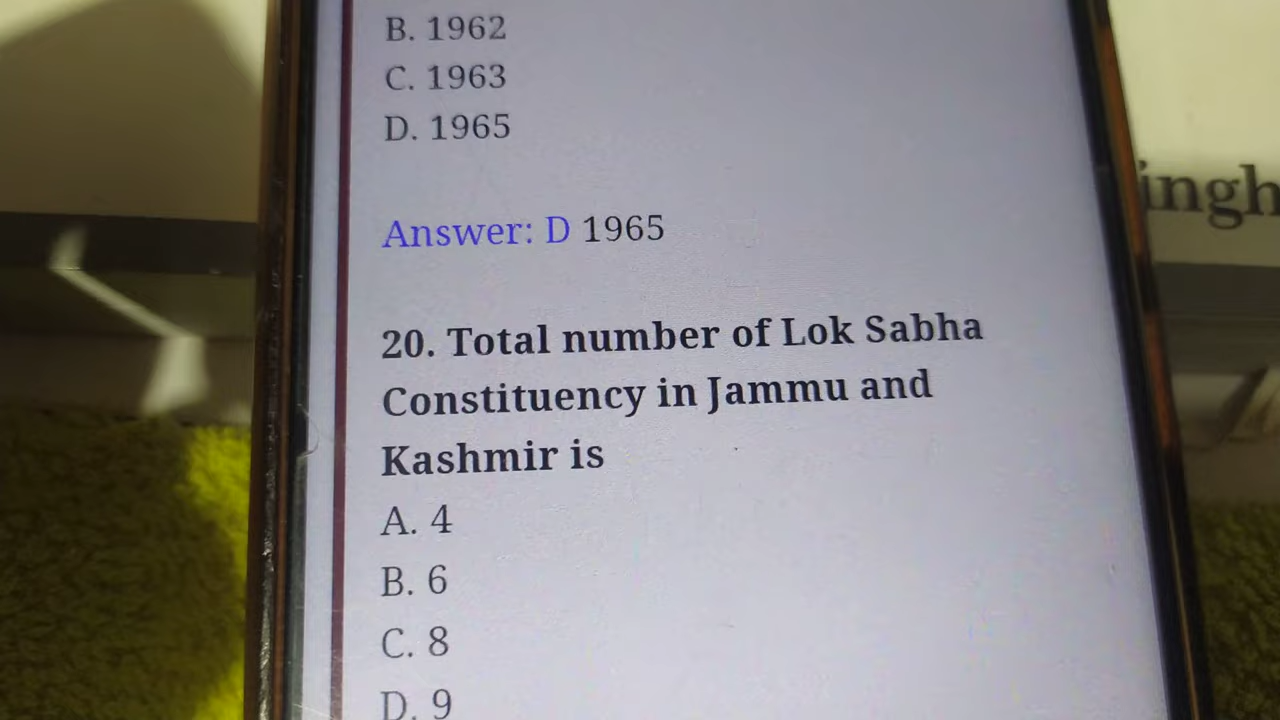 B. 1962
C. 1963
D. 1965
Answer: D 1965
20. Total number of Lok Sabha
Constituency in Jammu and
Kashmir is
A. 4
B. 6
C. 8
D. 9
ingh